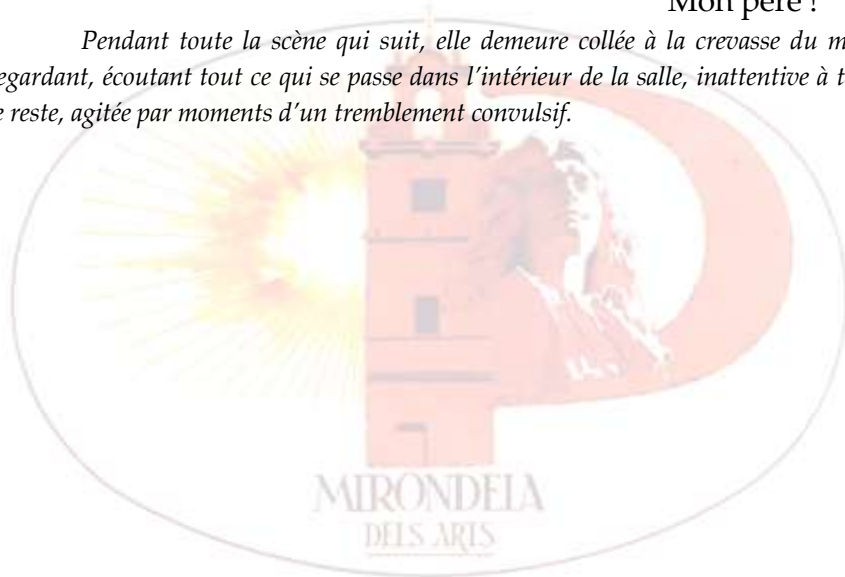 Mon père !
Pendant toute la scène qui suit, elle demeure collée à la crevasse du
egardant, écoutant tout ce qui se passe dans l'intérieur de la salle, inattentive à
e reste, agitée par moments d'un tremblement convulsif.
MIRONDELA
DELS ARTS